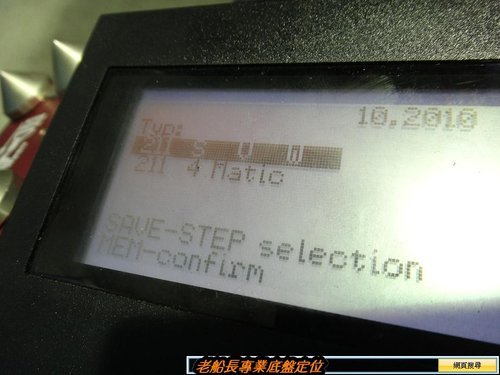 10.2010
Typ:
211 S V W
211 4 Matic
SAVE-STEP selection
MEM-confirm
老船長專業底盤定位
網頁搜尋